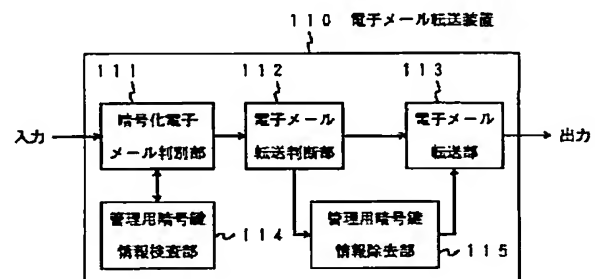 110 電子メール転送装置
111
112
113
入力
暗号化電子
メール判別部
電子メール
転送判断部
電子メール
転送部
出力
管理用暗号鍵
情報検査部
114
管理用暗号鍵
情報除去部
115